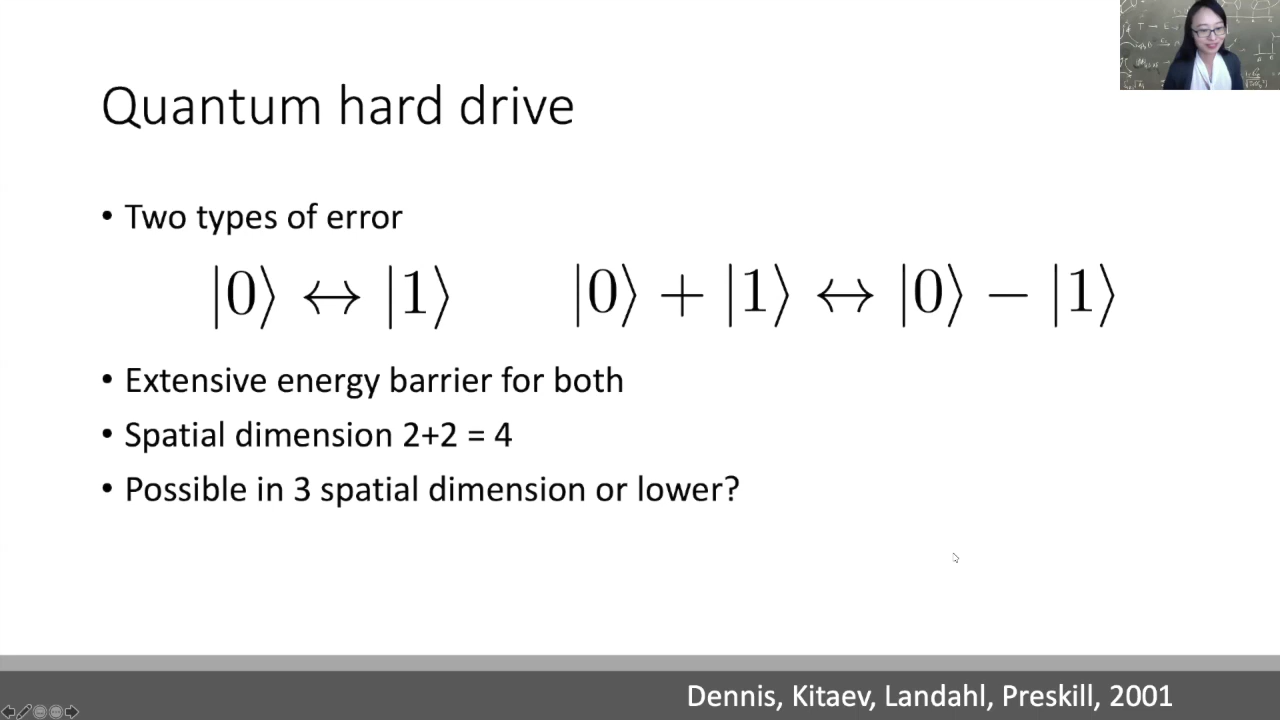 Quantum hard drive
• Two types of error
|0⟩ ↔ |1⟩ |0⟩ + |1⟩ ↔ |0⟩ − |1⟩
• Extensive energy barrier for both
• Spatial dimension 2+2 = 4
• Possible in 3 spatial dimension or lower?
Dennis, Kitaev, Landahl, Preskill, 2001